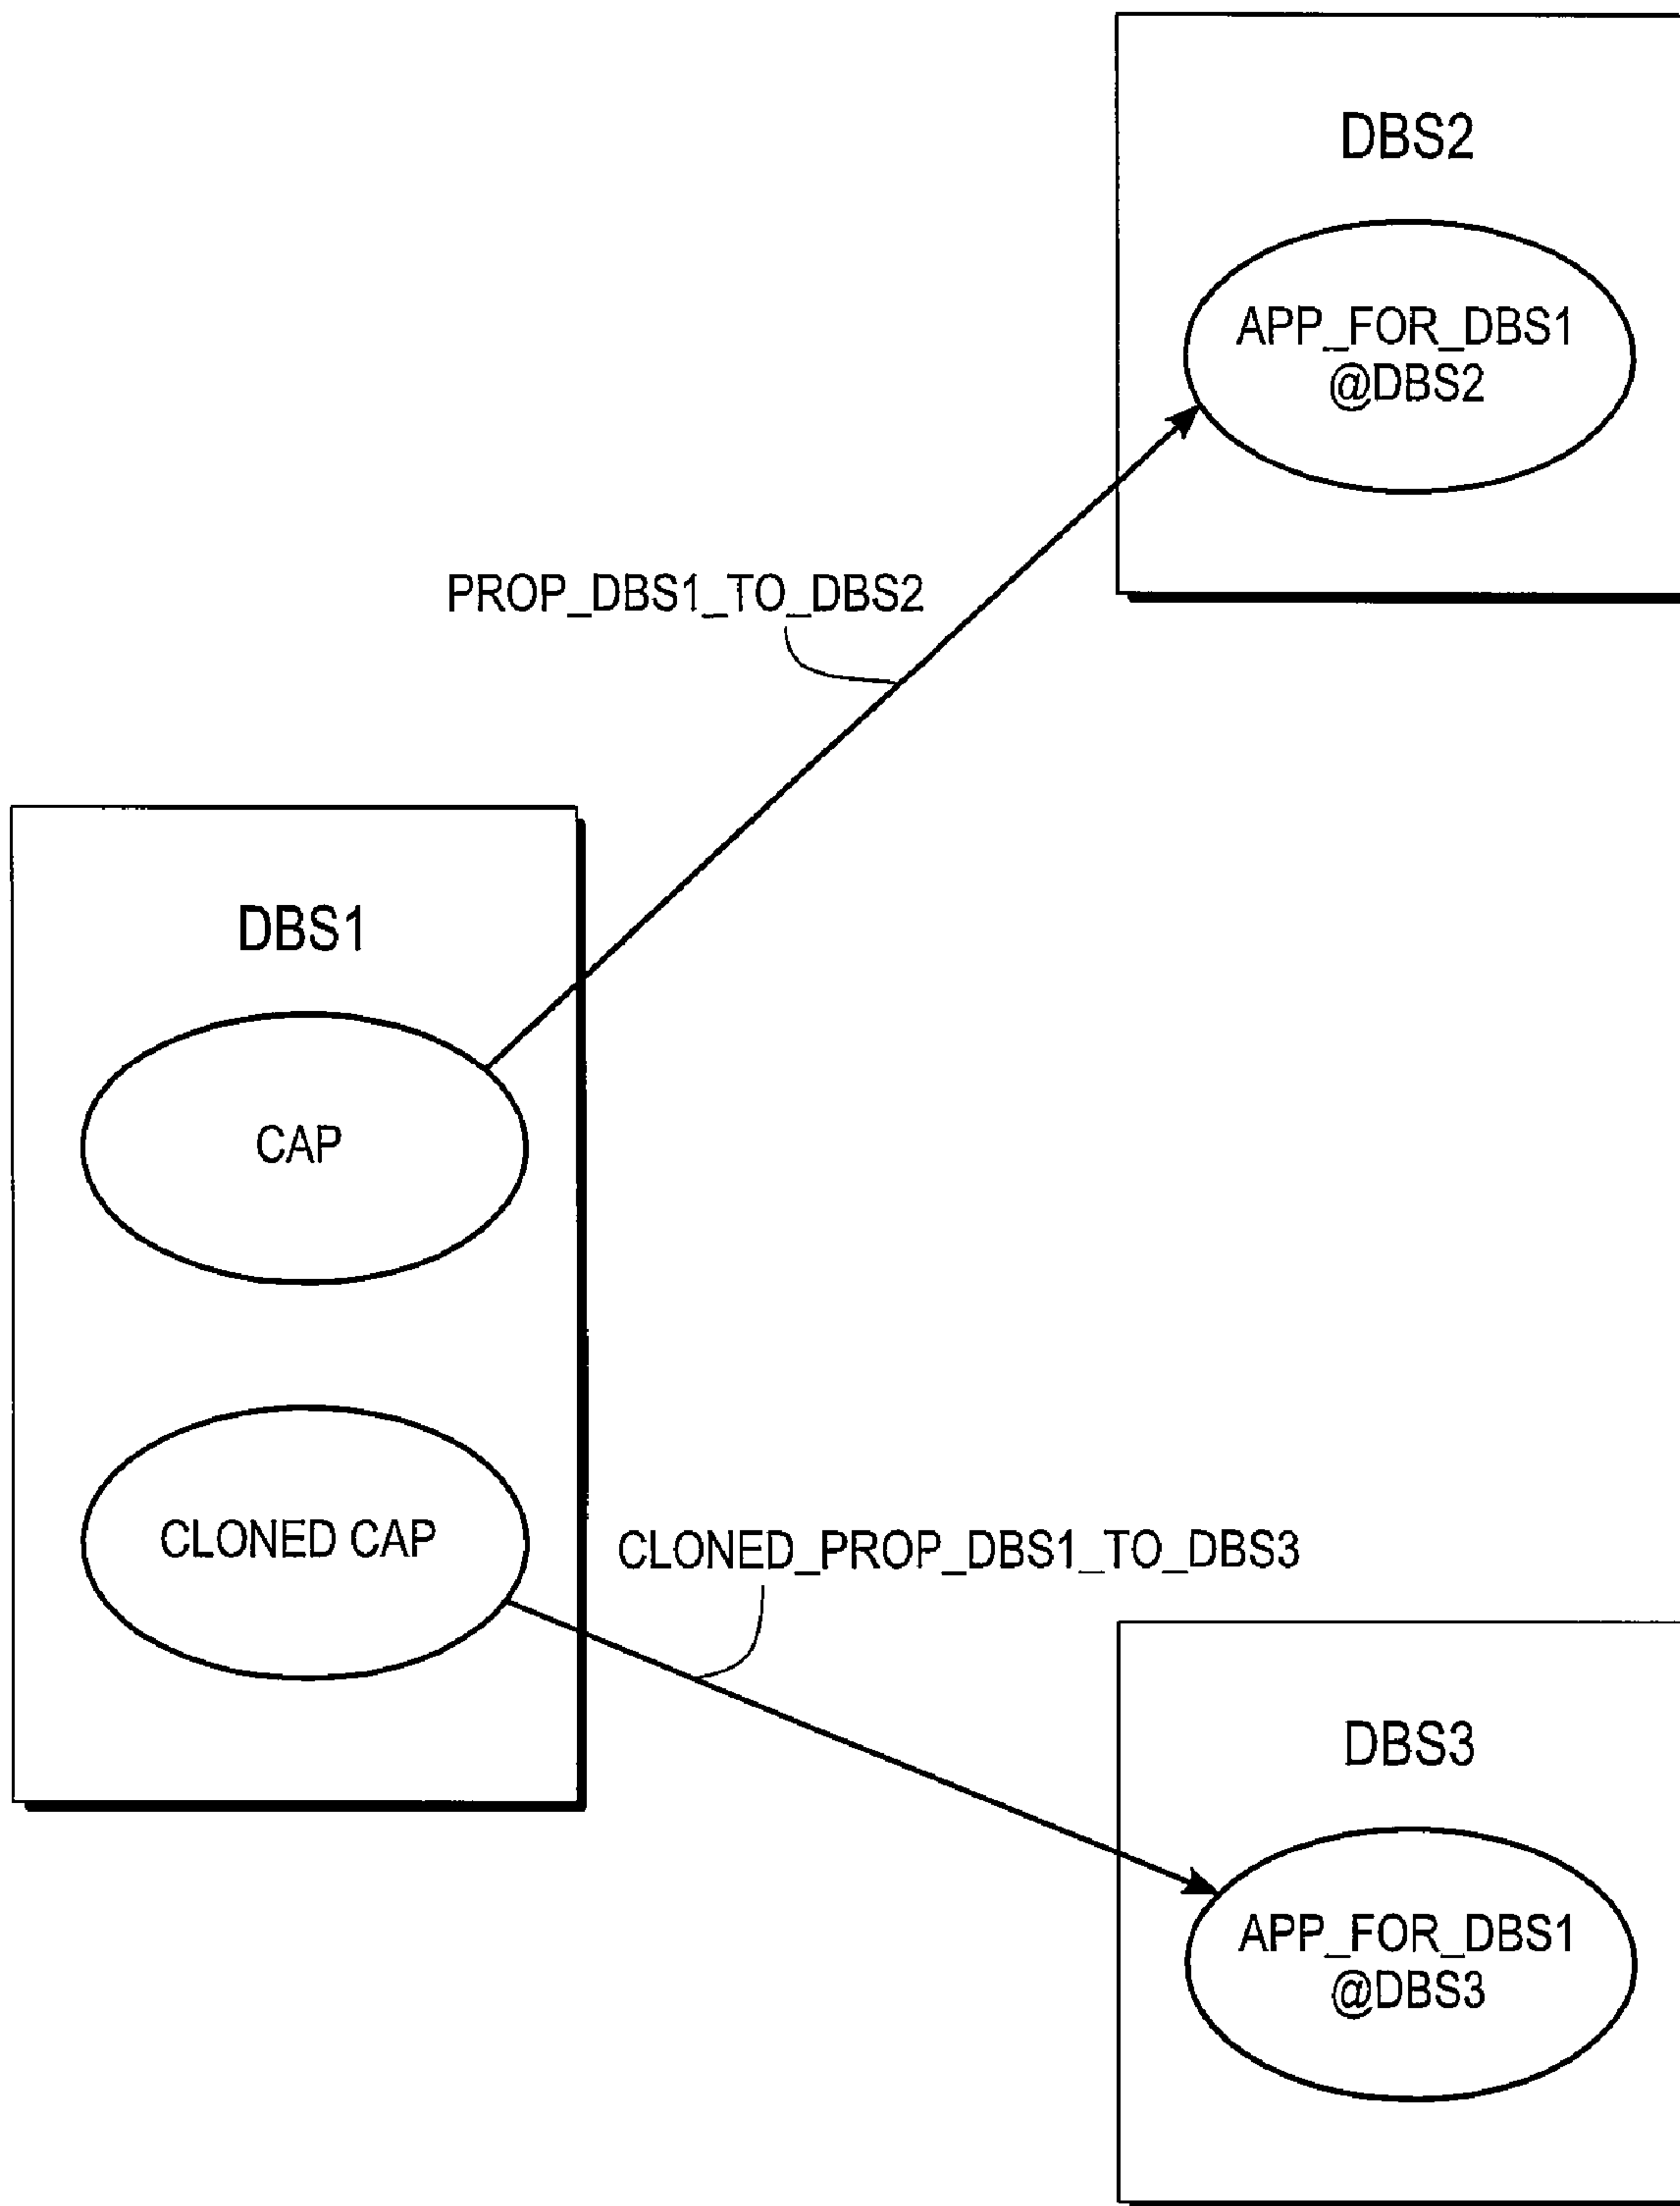 DBS2
APP_FOR_DBS1
@DBS2
PROP_DBS1_TO_DBS2
DBS1
CAP
CLONED CAP
CLONED_PROP_DBS1_TO_DBS3
DBS3
APP_FOR_DBS1
@DBS3